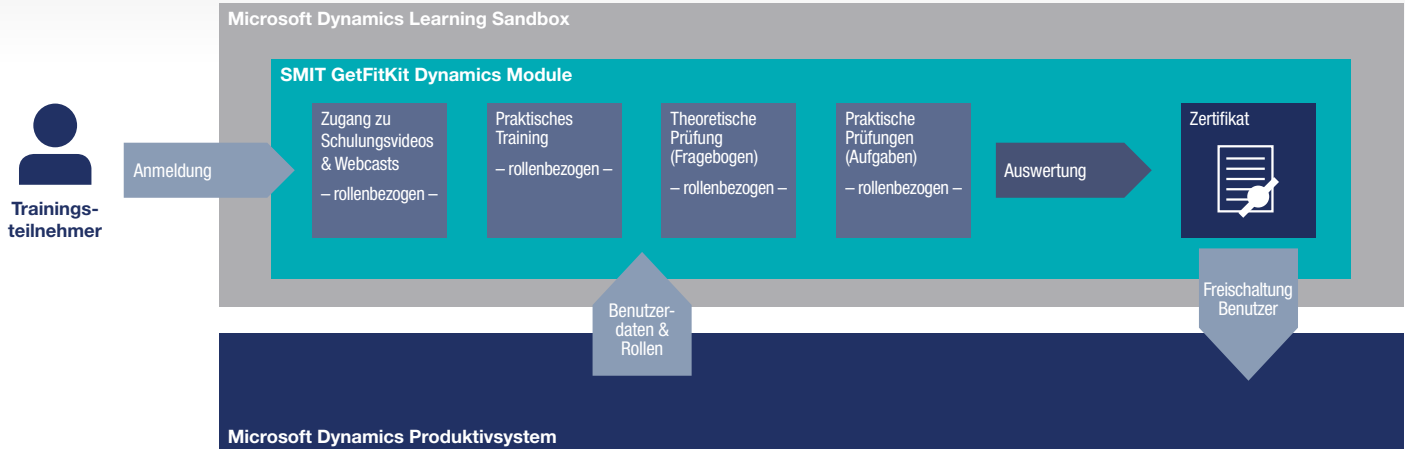 Microsoft Dynamics Learning Sandbox
SMIT GetFitKit Dynamics Module
Trainings-
teilnehmer
Anmeldung
Zugang zu
Schulungsvideos
& Webcasts
– rollenbezogen –
Praktisches
Training
– rollenbezogen –
Theoretische
Prüfung
(Fragebogen)
– rollenbezogen –
Praktische
Prüfungen
(Aufgaben)
– rollenbezogen –
Auswertung
Zertifikat
Benutzer-
daten &
Rollen
Freischaltung
Benutzer
Microsoft Dynamics Produktivsystem